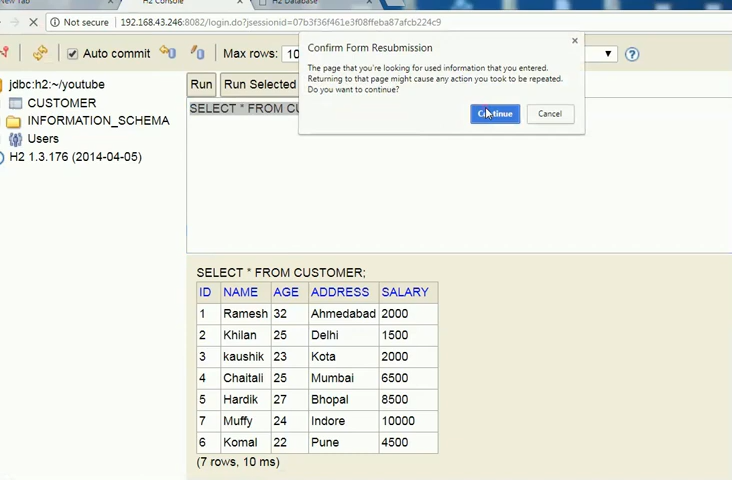 New Tab
H2 Console
H2 Database
Not secure 192.168.43.246:8082/login.do?jsessionid=07b3f36f461e3f08ffeba87afcb224c9
Auto commit
Max rows: 10
Confirm Form Resubmission
The page that you're looking for used information that you entered.
Returning to that page might cause any action you took to be repeated.
Do you want to continue?
Continue Cancel
jdbc:h2:~/youtube
CUSTOMER
INFORMATION_SCHEMA
Users
H2 1.3.176 (2014-04-05)
Run Run Selected
SELECT * FROM CU
SELECT * FROM CUSTOMER;
ID NAME AGE ADDRESS SALARY
1 Ramesh 32 Ahmedabad 2000
2 Khilan 25 Delhi 1500
3 kaushik 23 Kota 2000
4 Chaitali 25 Mumbai 6500
5 Hardik 27 Bhopal 8500
7 Muffy 24 Indore 10000
6 Komal 22 Pune 4500
(7 rows, 10 ms)